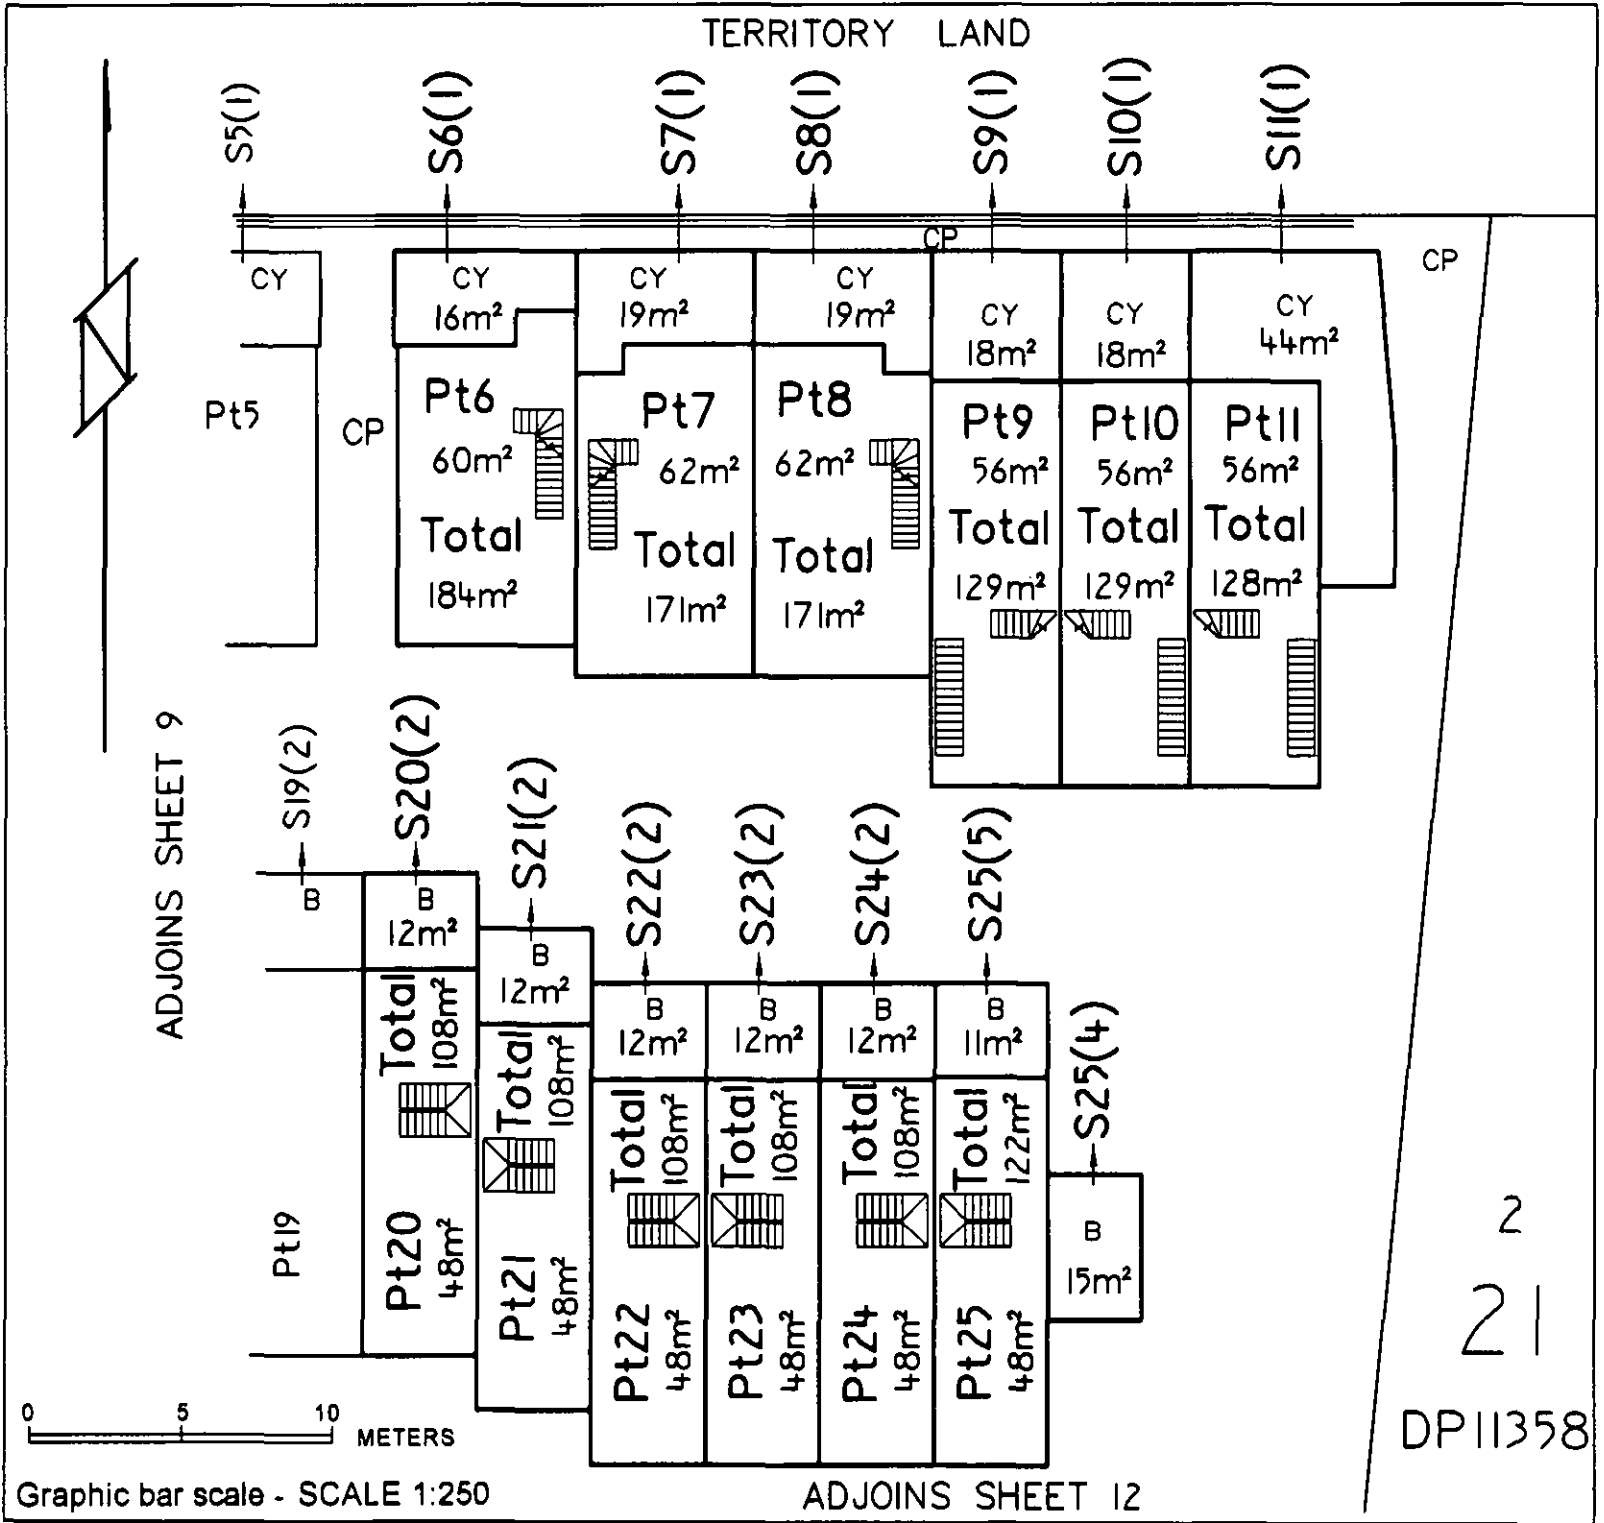 TERRITORY LAND
S5(1)
S6(1)
S7(1)
S8(1)
S9(1)
S10(1)
S11(1)
CP
CP
CY
CY
16m²
CY
19m²
CY
19m²
CY
18m²
CY
18m²
CY
44m²
Pt5
CP
Pt6
60m²
Total
184m²
Pt7
62m²
Total
171m²
Pt8
62m²
Total
171m²
Pt9
56m²
Total
129m²
Pt10
56m²
Total
129m²
Pt11
56m²
Total
128m²
ADJOINS SHEET 9
S19(2)
S20(2)
S21(2)
S22(2)
S23(2)
S24(2)
S25(5)
S25(4)
B
B
12m²
B
12m²
B
12m²
B
12m²
B
12m²
B
11m²
B
15m²
Pt19
Total
108m²
Pt20
48m²
Total
108m²
Pt21
48m²
Total
108m²
Pt22
48m²
Total
108m²
Pt23
48m²
Total
108m²
Pt24
48m²
Total
122m²
Pt25
48m²
2
21
DP11358
0 5 10
METERS
Graphic bar scale - SCALE 1:250
ADJOINS SHEET 12